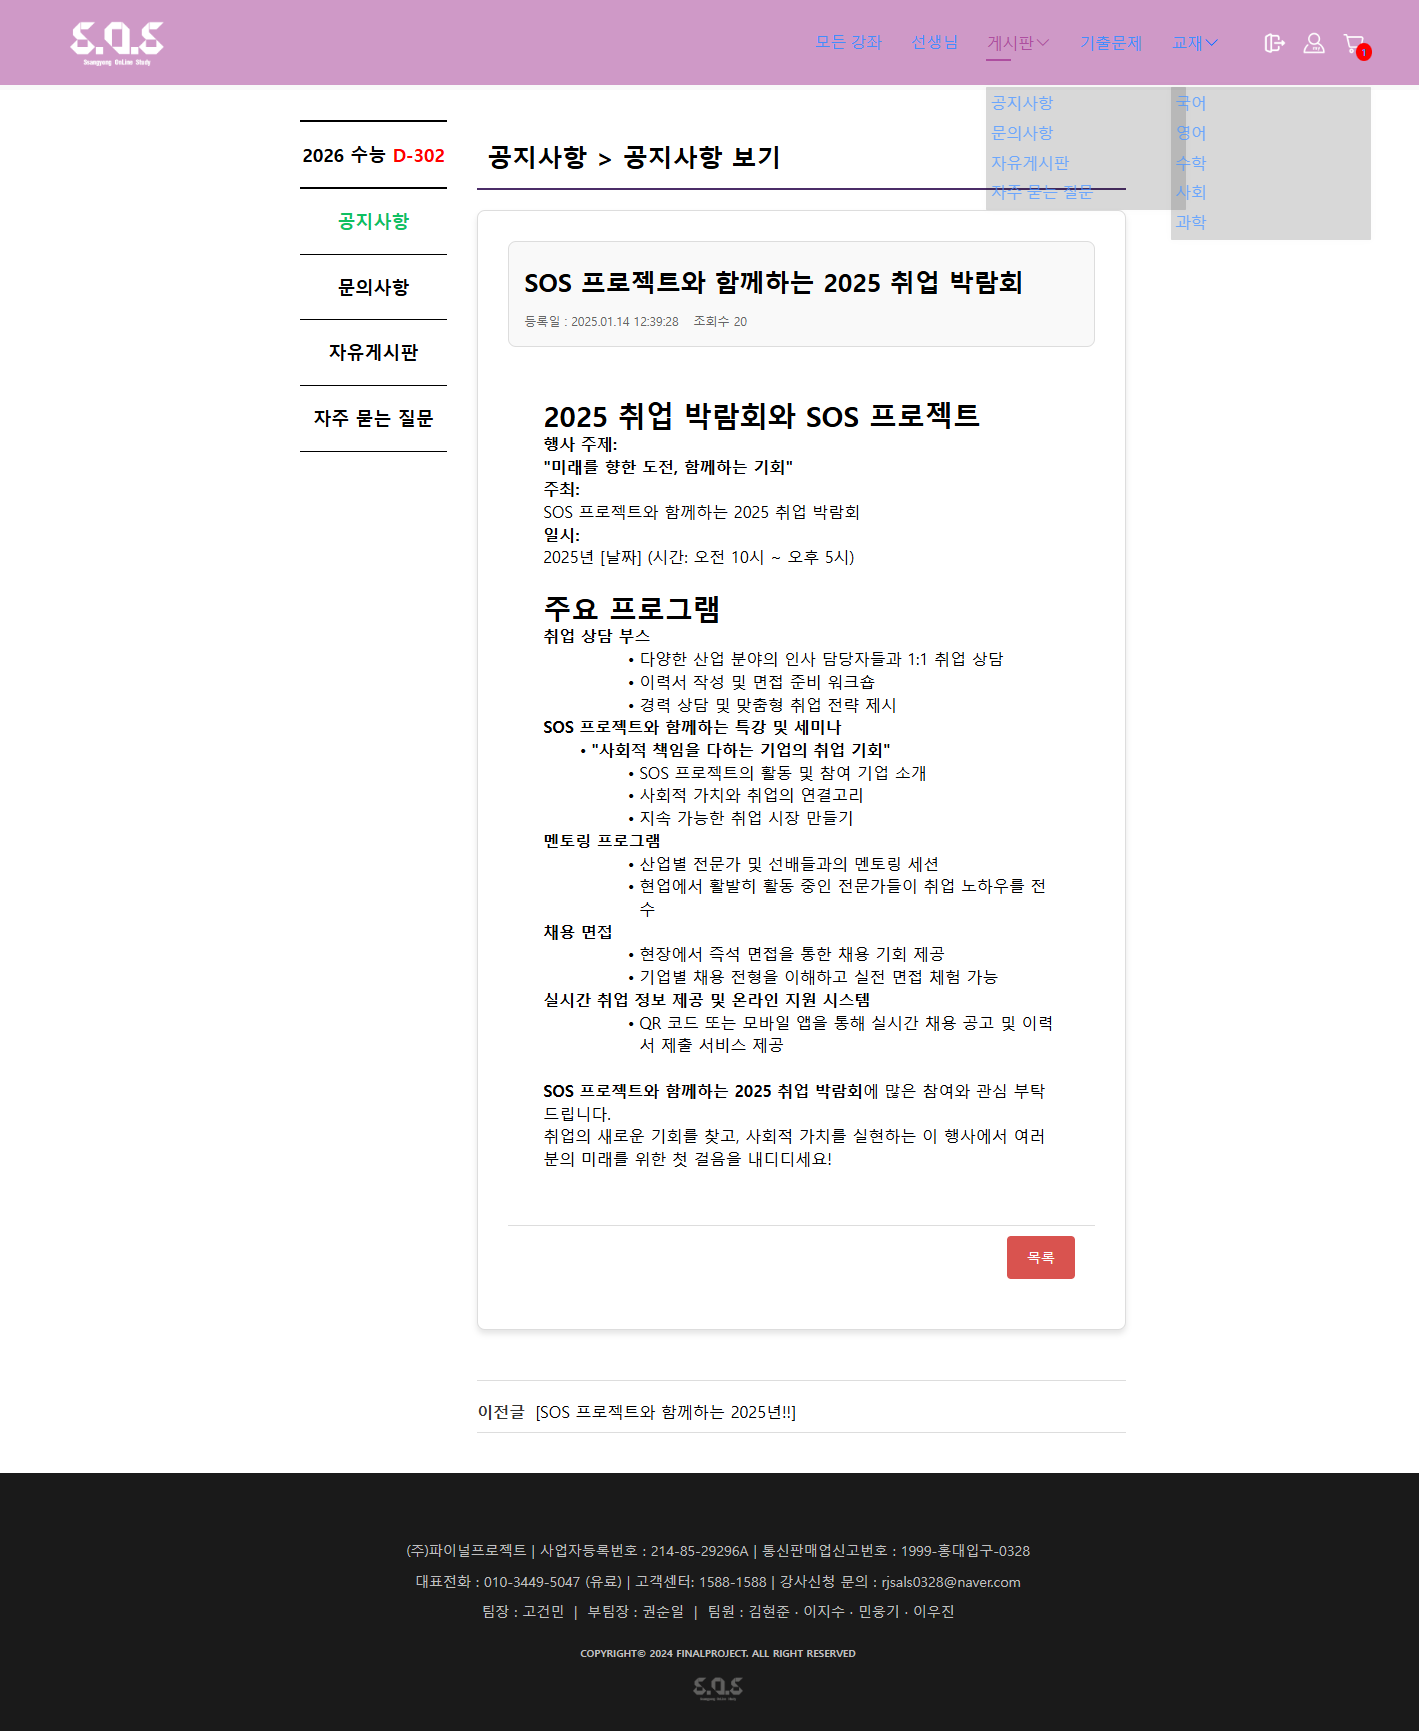 S.O.S
Guangyang OnLine Study
모든 강좌
선생님
게시판
기출문제
교재
1
공지사항
문의사항
자유게시판
자주 묻는 질문
국어
영어
수학
사회
과학
2026 수능 D-302
공지사항
문의사항
자유게시판
자주 묻는 질문
공지사항 > 공지사항 보기
SOS 프로젝트와 함께하는 2025 취업 박람회
등록일 : 2025.01.14 12:39:28 조회수 20
2025 취업 박람회와 SOS 프로젝트
행사 주제:
"미래를 향한 도전, 함께하는 기회"
주최:
SOS 프로젝트와 함께하는 2025 취업 박람회
일시:
2025년 [날짜] (시간: 오전 10시 ~ 오후 5시)
주요 프로그램
취업 상담 부스
• 다양한 산업 분야의 인사 담당자들과 1:1 취업 상담
• 이력서 작성 및 면접 준비 워크숍
• 경력 상담 및 맞춤형 취업 전략 제시
SOS 프로젝트와 함께하는 특강 및 세미나
• "사회적 책임을 다하는 기업의 취업 기회"
• SOS 프로젝트의 활동 및 참여 기업 소개
• 사회적 가치와 취업의 연결고리
• 지속 가능한 취업 시장 만들기
멘토링 프로그램
• 산업별 전문가 및 선배들과의 멘토링 세션
• 현업에서 활발히 활동 중인 전문가들이 취업 노하우를 전
수
채용 면접
• 현장에서 즉석 면접을 통한 채용 기회 제공
• 기업별 채용 전형을 이해하고 실전 면접 체험 가능
실시간 취업 정보 제공 및 온라인 지원 시스템
• QR 코드 또는 모바일 앱을 통해 실시간 채용 공고 및 이력
서 제출 서비스 제공
SOS 프로젝트와 함께하는 2025 취업 박람회에 많은 참여와 관심 부탁
드립니다.
취업의 새로운 기회를 찾고, 사회적 가치를 실현하는 이 행사에서 여러
분의 미래를 위한 첫 걸음을 내디디세요!
목록
이전글 [SOS 프로젝트와 함께하는 2025년!!]
(주)파이널프로젝트 | 사업자등록번호 : 214-85-29296A | 통신판매업신고번호 : 1999-홍대입구-0328
대표전화 : 010-3449-5047 (유료) | 고객센터: 1588-1588 | 강사신청 문의 : rjsals0328@naver.com
팀장 : 고건민 | 부팀장 : 권순일 | 팀원 : 김현준 · 이지수 · 민웅기 · 이우진
COPYRIGHT© 2024 FINALPROJECT. ALL RIGHT RESERVED
S.O.S